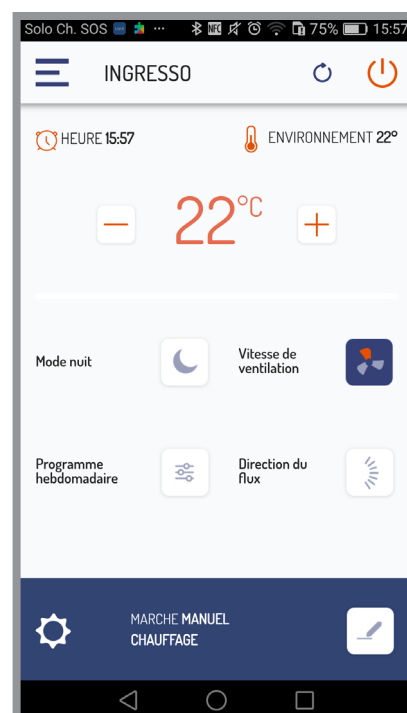 Solo Ch. SOS ... NFC 75% 15:57
INGRESSO
HEURE 15:57
ENVIRONNEMENT 22°
22°C
Mode nuit
Vitesse de
ventilation
Programme
hebdomadaire
Direction du
flux
MARCHE MANUEL
CHAUFFAGE